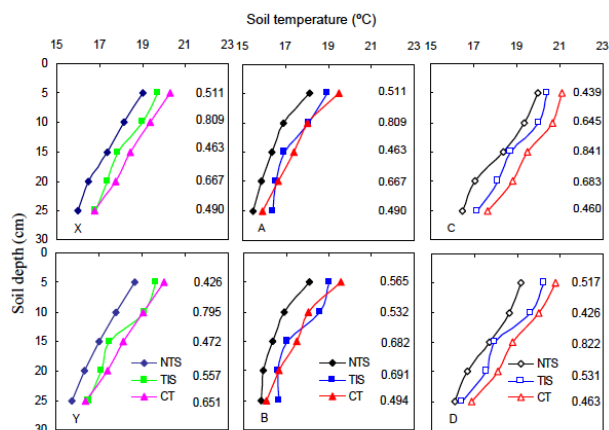 Soil temperature (ºC)
15 17 19 21 23 15 17 19 21 23 15 17 19 21 23
Soil depth (cm)
0
5
10
15
20
25
30
0.511
0.809
0.463
0.667
0.490
X
0.511
0.809
0.463
0.667
0.490
A
0.439
0.645
0.841
0.683
0.460
C
0
5
10
15
20
25
30
0.426
0.795
0.472
0.557
0.651
NTS
TIS
CT
Y
0.565
0.532
0.682
0.691
0.494
NTS
TIS
CT
B
0.517
0.426
0.822
0.531
0.463
NTS
TIS
CT
D